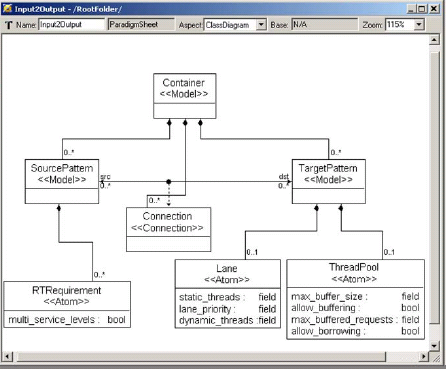 Input2Output - /RootFolder/
Name: Input2Output ParadigmSheet Aspect: ClassDiagram Base: N/A Zoom: 115%
Container
<<Model>>
0..* 0..*
SourcePattern
<<Model>>
src
0..*
dst
0..*
TargetPattern
<<Model>>
0..*
Connection
<<Connection>>
0..*
0..1
0..1
RTRequirement
<<Atom>>
multi_service_levels : bool
Lane
<<Atom>>
static_threads : field
lane_priority : field
dynamic_threads :field
ThreadPool
<<Atom>>
max_buffer_size : field
allow_buffering : bool
max_buffered_requests : field
allow_borrowing : bool